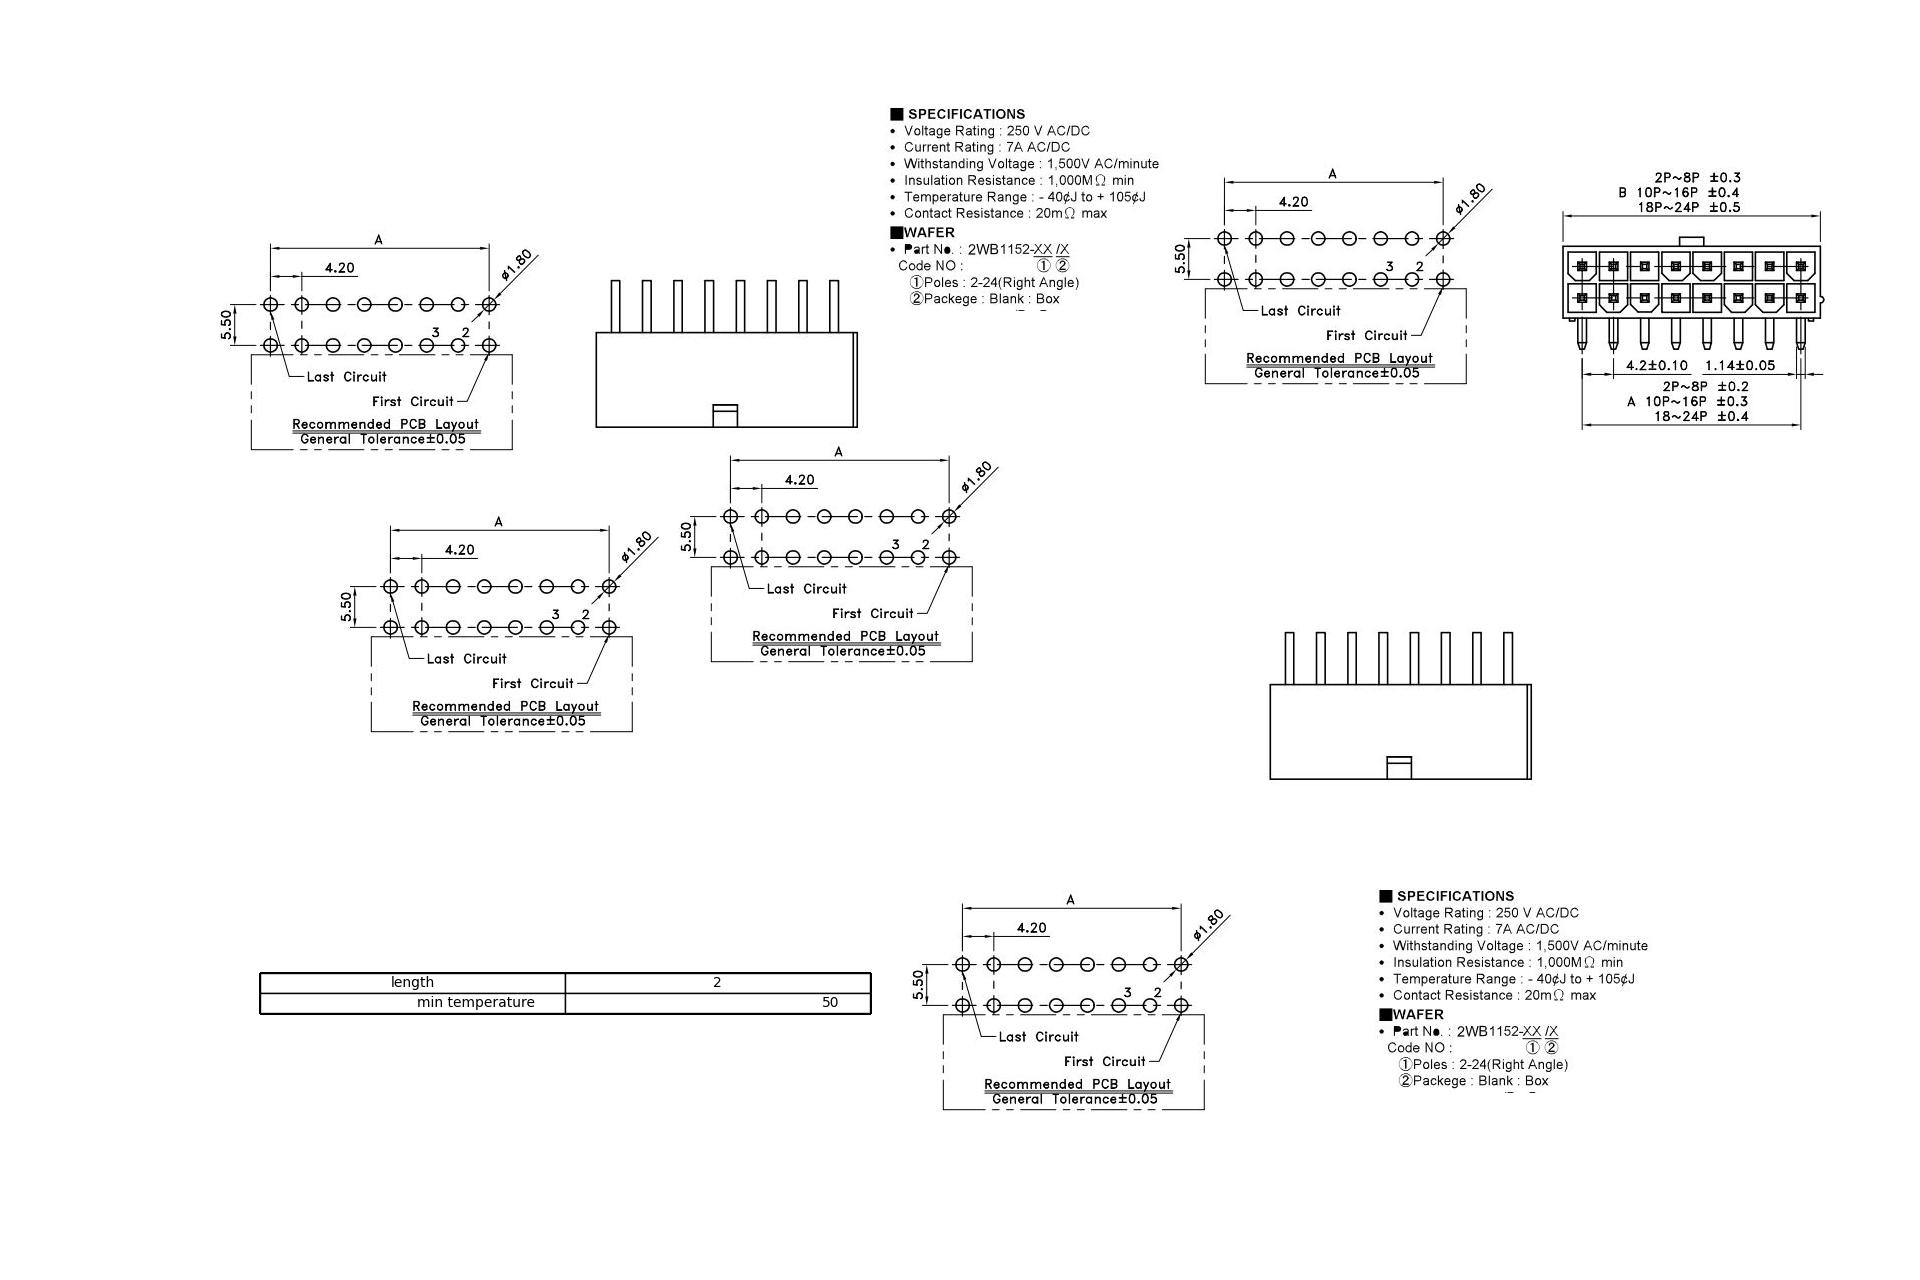 ■ SPECIFICATIONS
• Voltage Rating : 250 V AC/DC
• Current Rating : 7A AC/DC
• Withstanding Voltage : 1,500V AC/minute
• Insulation Resistance : 1,000MΩ min
• Temperature Range : - 40¢J to + 105¢J
• Contact Resistance : 20mΩ max
■WAFER
• Part No. : 2WB1152-XX /X
Code NO : ① ②
①Poles : 2-24(Right Angle)
②Packege : Blank : Box
A
4.20
ø1.80
5.50
3 2
Last Circuit
First Circuit
Recommended PCB Layout
General Tolerance±0.05
2P~8P ±0.3
B 10P~16P ±0.4
18P~24P ±0.5
4.2±0.10 1.14±0.05
2P~8P ±0.2
A 10P~16P ±0.3
18~24P ±0.4
A
4.20
ø1.80
5.50
3 2
Last Circuit
First Circuit
Recommended PCB Layout
General Tolerance±0.05
A
4.20
ø1.80
5.50
3 2
Last Circuit
First Circuit
Recommended PCB Layout
General Tolerance±0.05
A
4.20
ø1.80
5.50
3 2
Last Circuit
First Circuit
Recommended PCB Layout
General Tolerance±0.05
length 2
min temperature 50
A
4.20
ø1.80
5.50
3 2
Last Circuit
First Circuit
Recommended PCB Layout
General Tolerance±0.05
■ SPECIFICATIONS
• Voltage Rating : 250 V AC/DC
• Current Rating : 7A AC/DC
• Withstanding Voltage : 1,500V AC/minute
• Insulation Resistance : 1,000MΩ min
• Temperature Range : - 40¢J to + 105¢J
• Contact Resistance : 20mΩ max
■WAFER
• Part No. : 2WB1152-XX /X
Code NO : ① ②
①Poles : 2-24(Right Angle)
②Packege : Blank : Box